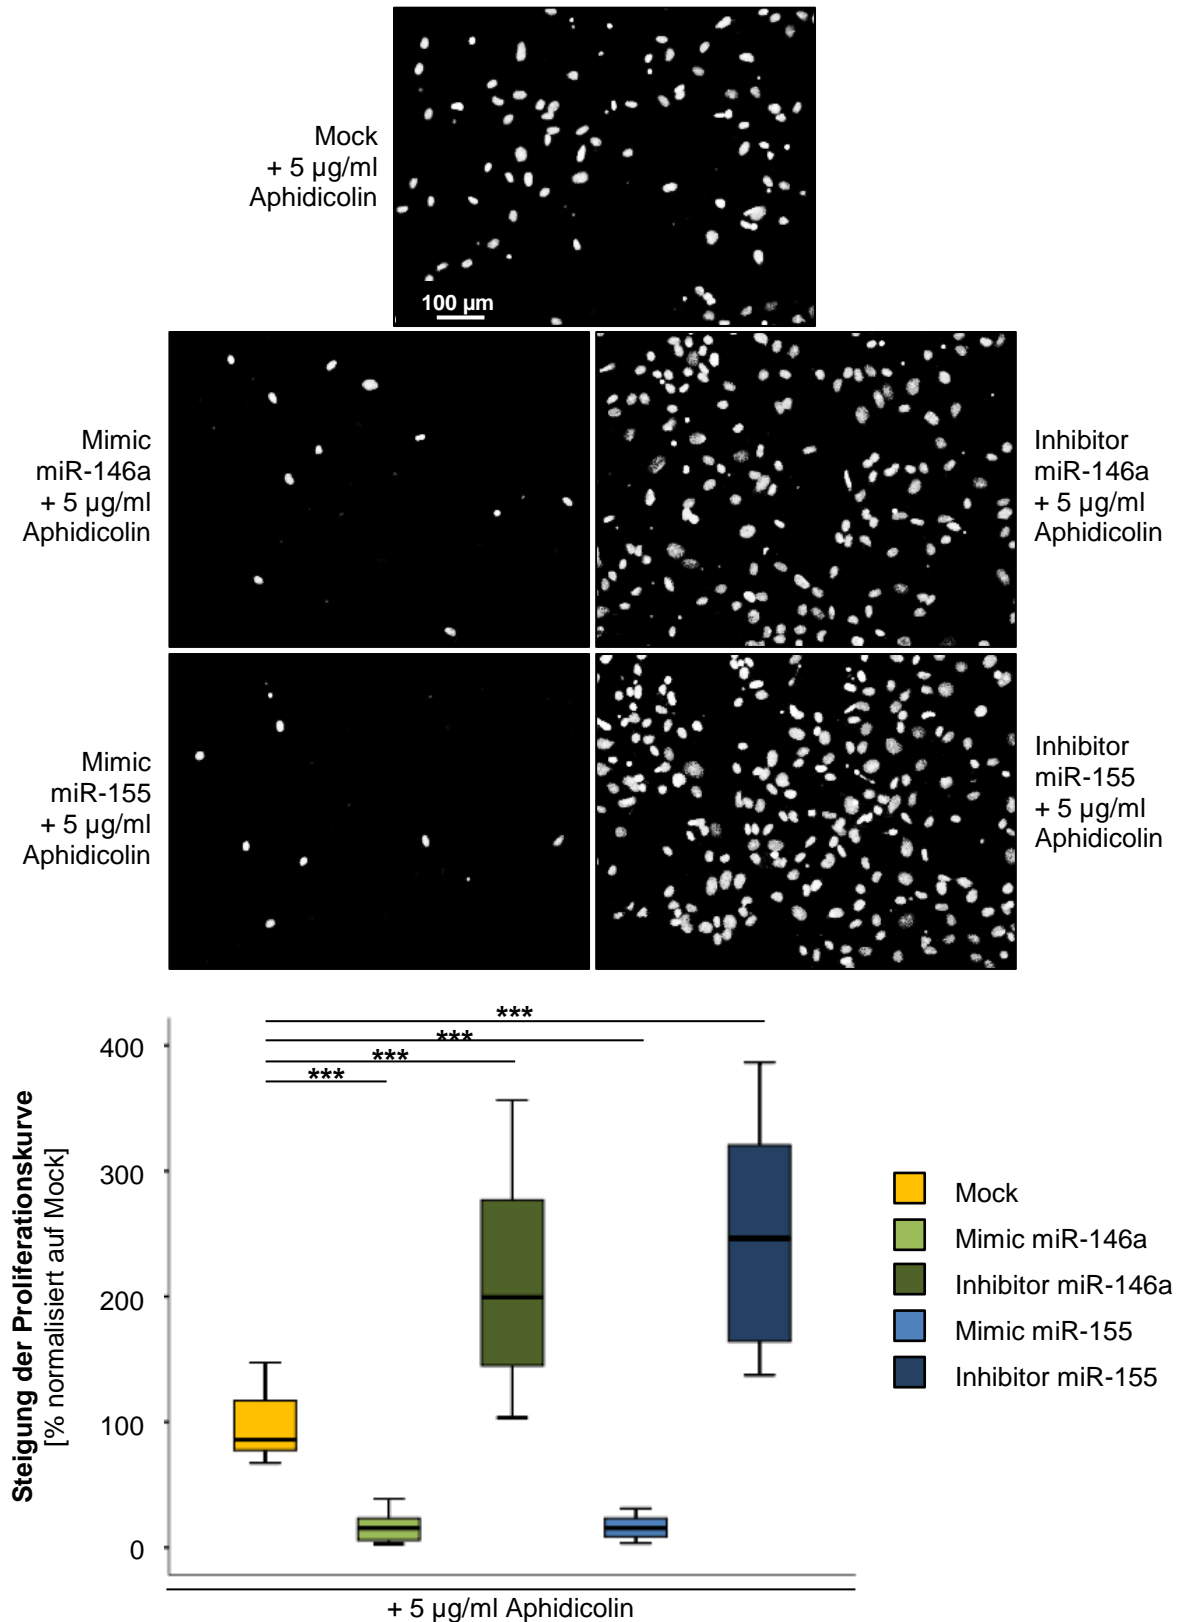 Mock
+ 5 µg/ml
Aphidicolin
100 µm
Mimic
miR-146a
+ 5 µg/ml
Aphidicolin
Inhibitor
miR-146a
+ 5 µg/ml
Aphidicolin
Mimic
miR-155
+ 5 µg/ml
Aphidicolin
Inhibitor
miR-155
+ 5 µg/ml
Aphidicolin
Steigung der Proliferationskurve
[% normalisiert auf Mock]
400
300
200
100
0
***
***
***
***
Mock
Mimic miR-146a
Inhibitor miR-146a
Mimic miR-155
Inhibitor miR-155
+ 5 µg/ml Aphidicolin